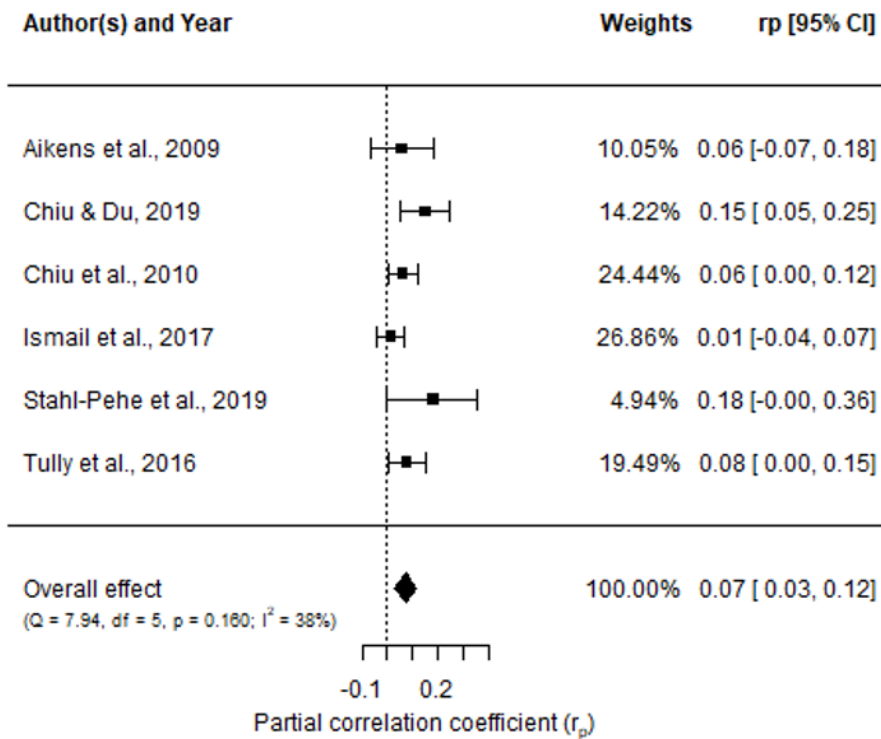 Author(s) and Year Weights rp [95% CI]
Aikens et al., 2009 10.05% 0.06 [-0.07, 0.18]
Chiu & Du, 2019 14.22% 0.15 [ 0.05, 0.25]
Chiu et al., 2010 24.44% 0.06 [ 0.00, 0.12]
Ismail et al., 2017 26.86% 0.01 [-0.04, 0.07]
Stahl-Pehe et al., 2019 4.94% 0.18 [-0.00, 0.36]
Tully et al., 2016 19.49% 0.08 [ 0.00, 0.15]
Overall effect 100.00% 0.07 [ 0.03, 0.12]
(Q = 7.94, df = 5, p = 0.160; I² = 38%)
-0.1 0.2
Partial correlation coefficient (rₚ)